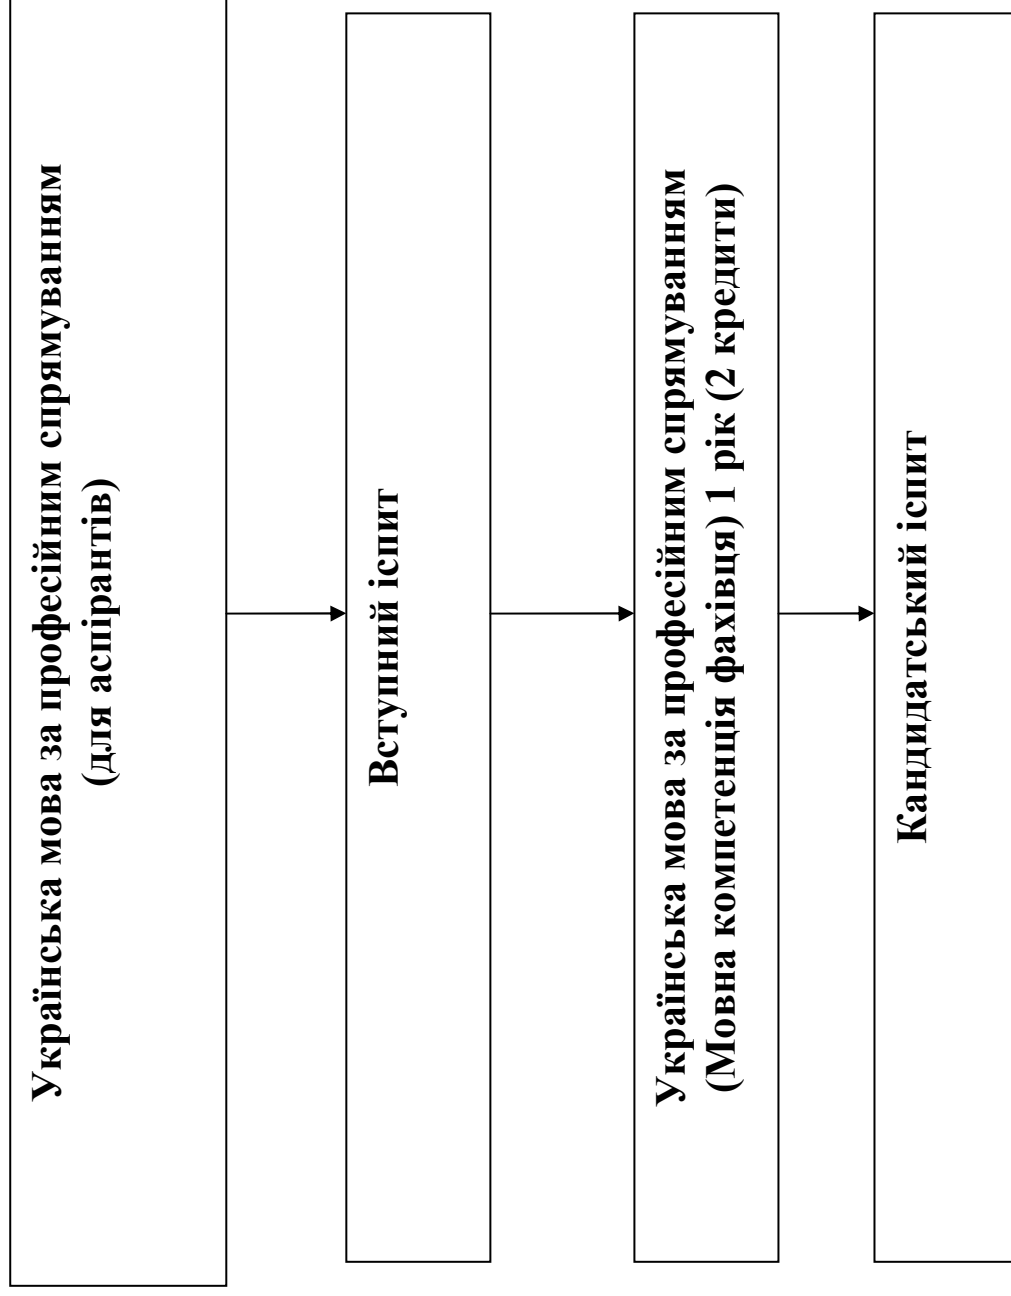 Українська мова за професійним спрямуванням
(для аспірантів)
Вступний іспит
Українська мова за професійним спрямуванням
(Мовна компетенція фахівця) 1 рік (2 кредити)
Кандидатський іспит